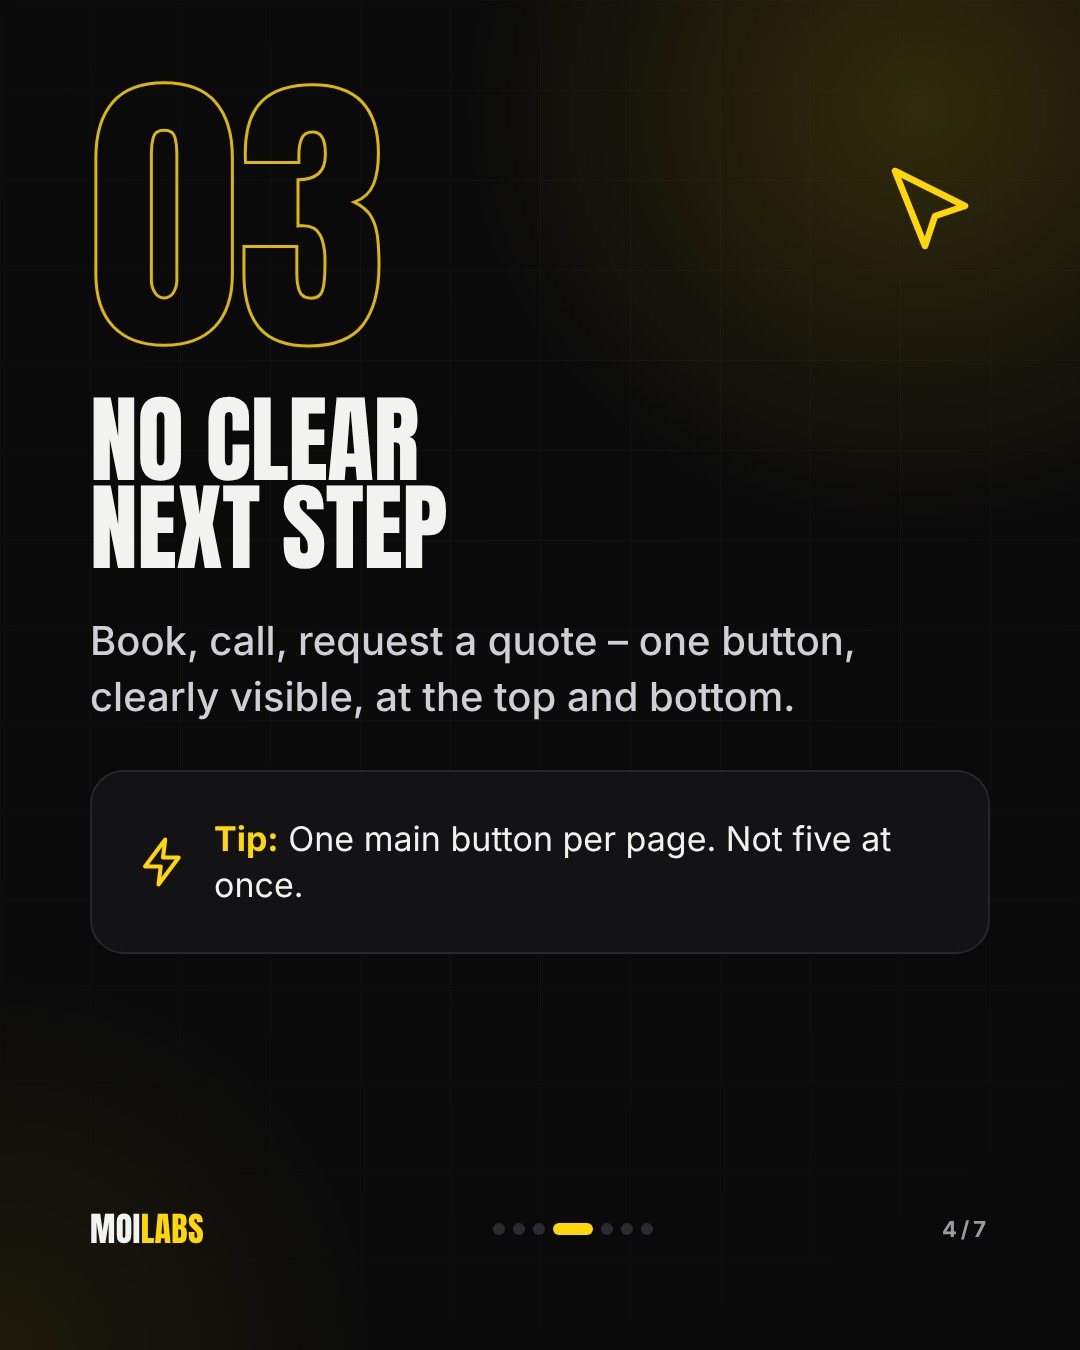 03
NO CLEAR
NEXT STEP
Book, call, request a quote – one button,
clearly visible, at the top and bottom.
Tip: One main button per page. Not five at
once.
MOILABS
4/7